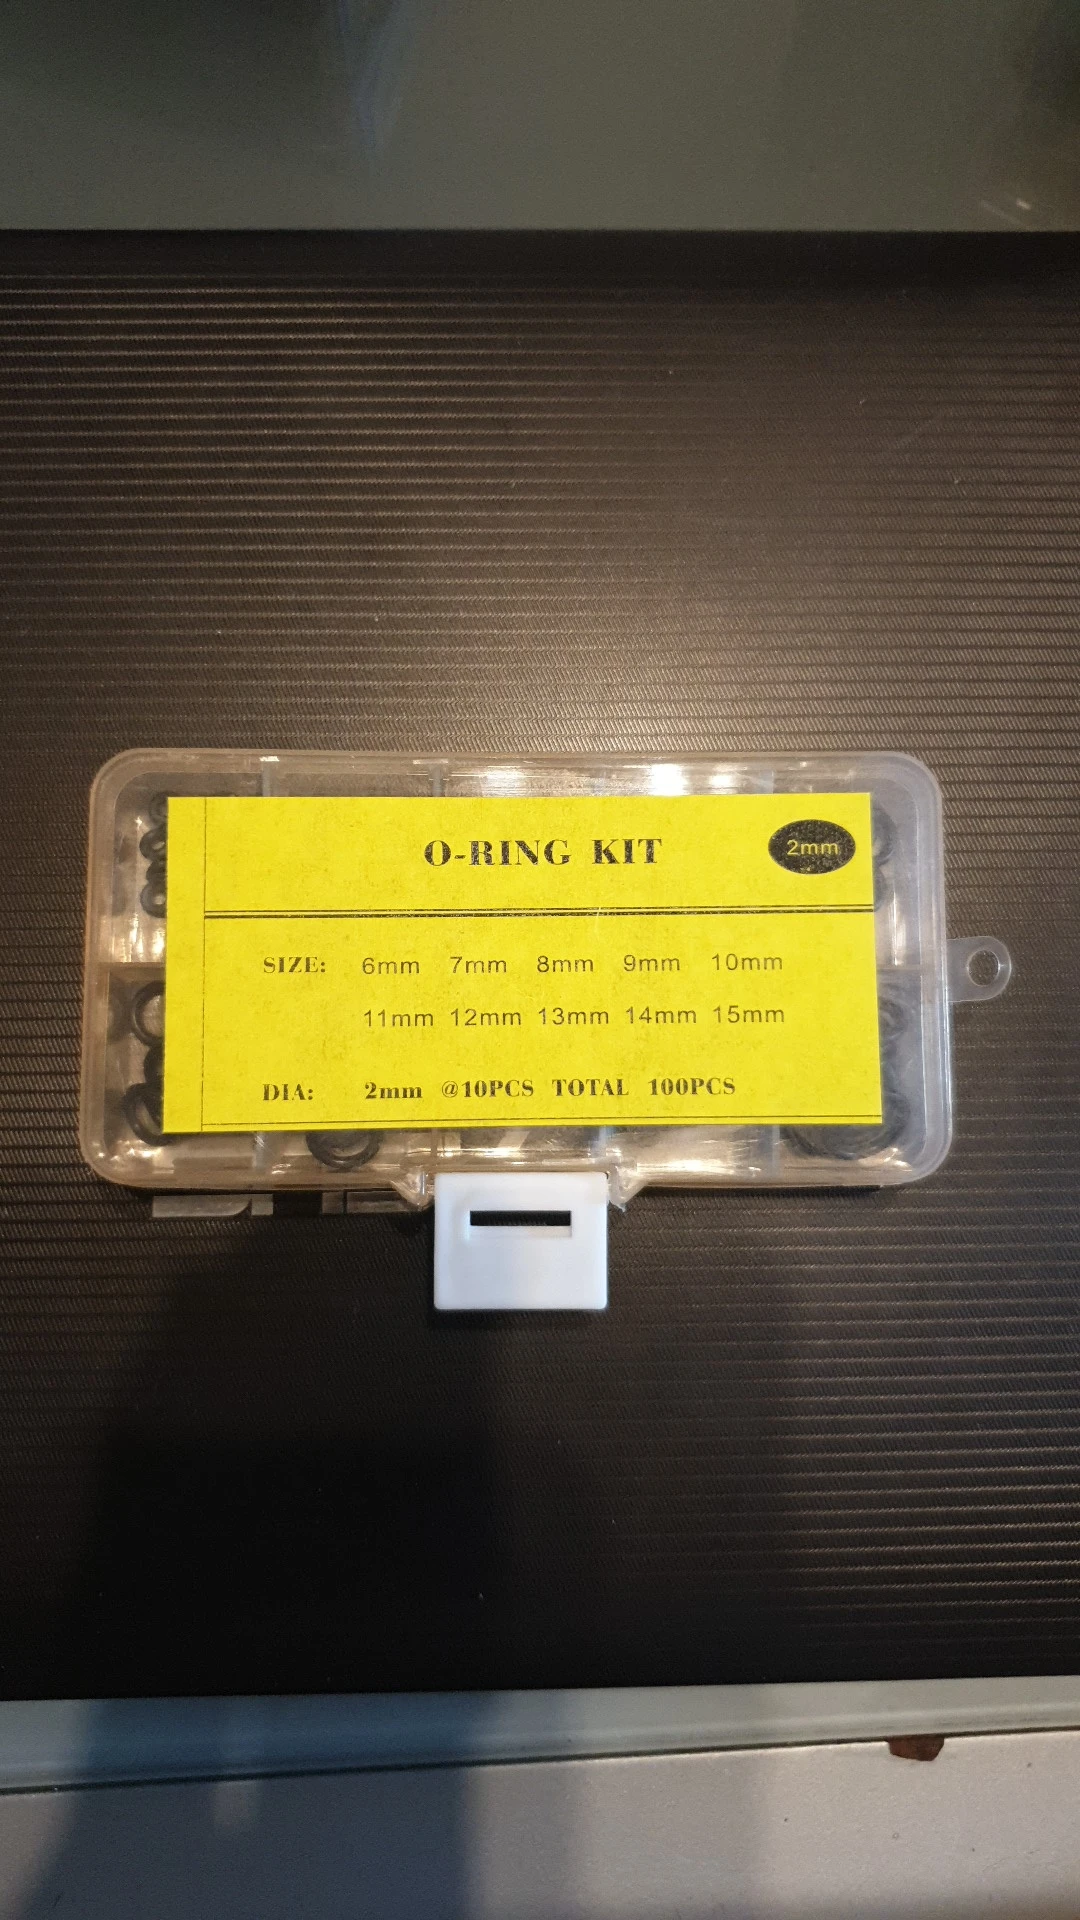 O-RING KIT 2mm
SIZE: 6mm 7mm 8mm 9mm 10mm
11mm 12mm 13mm 14mm 15mm
DIA: 2mm @10PCS TOTAL 100PCS